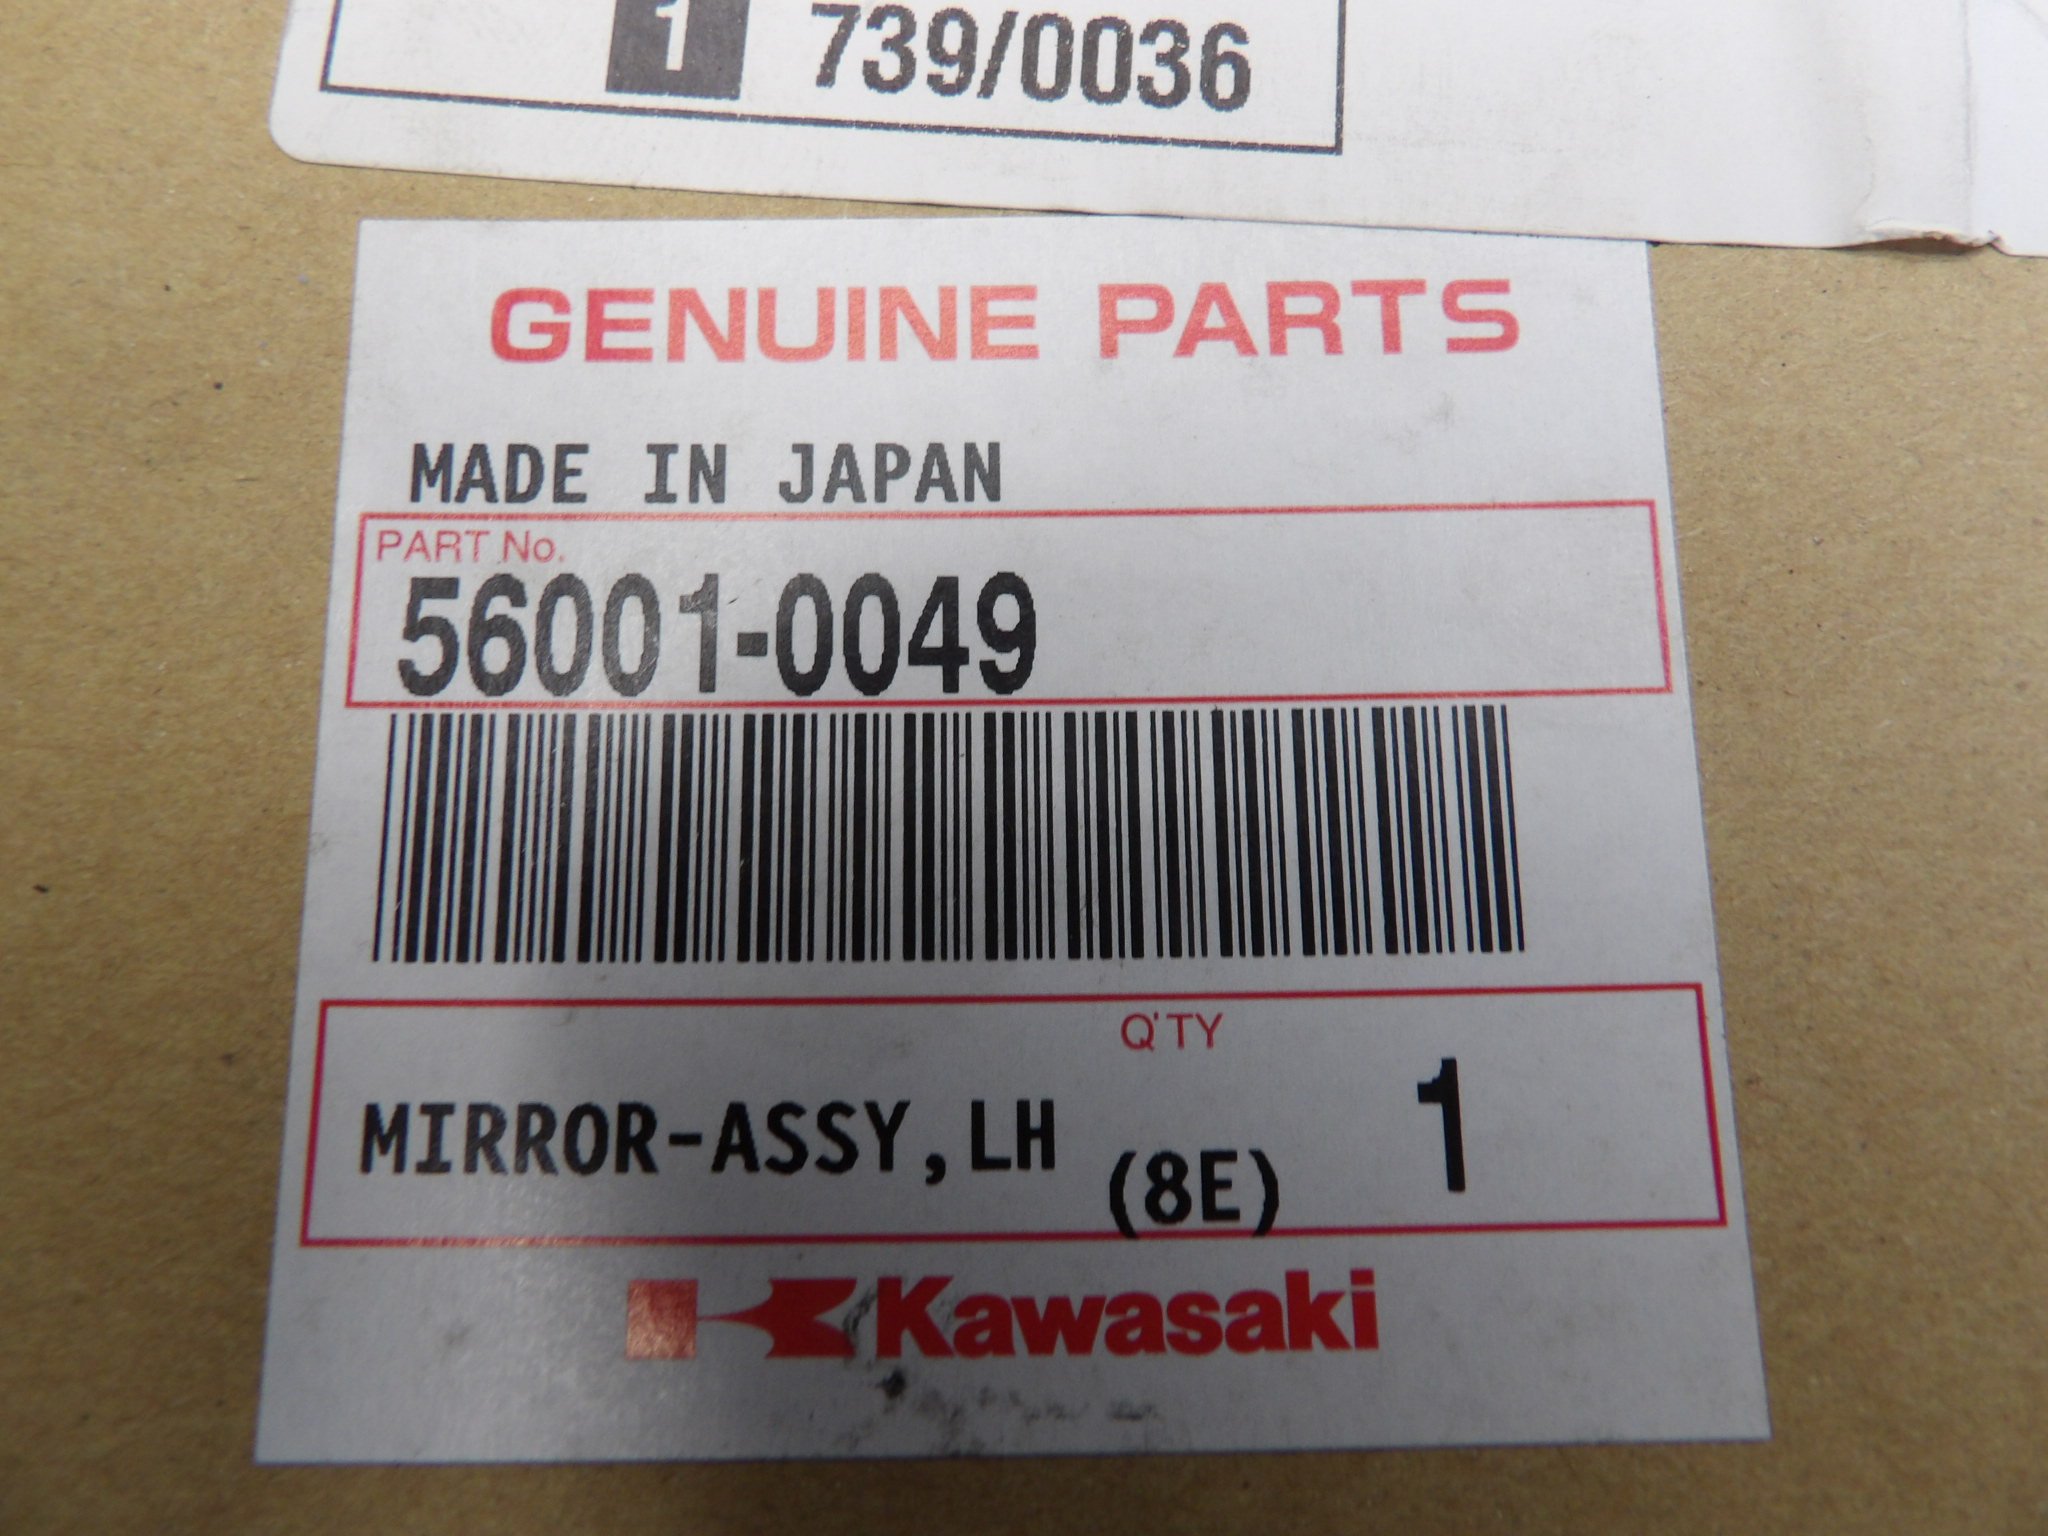 1 739/0036
GENUINE PARTS
MADE IN JAPAN
PART No.
56001-0049
Q'TY
MIRROR-ASSY,LH (8E) 1
Kawasaki